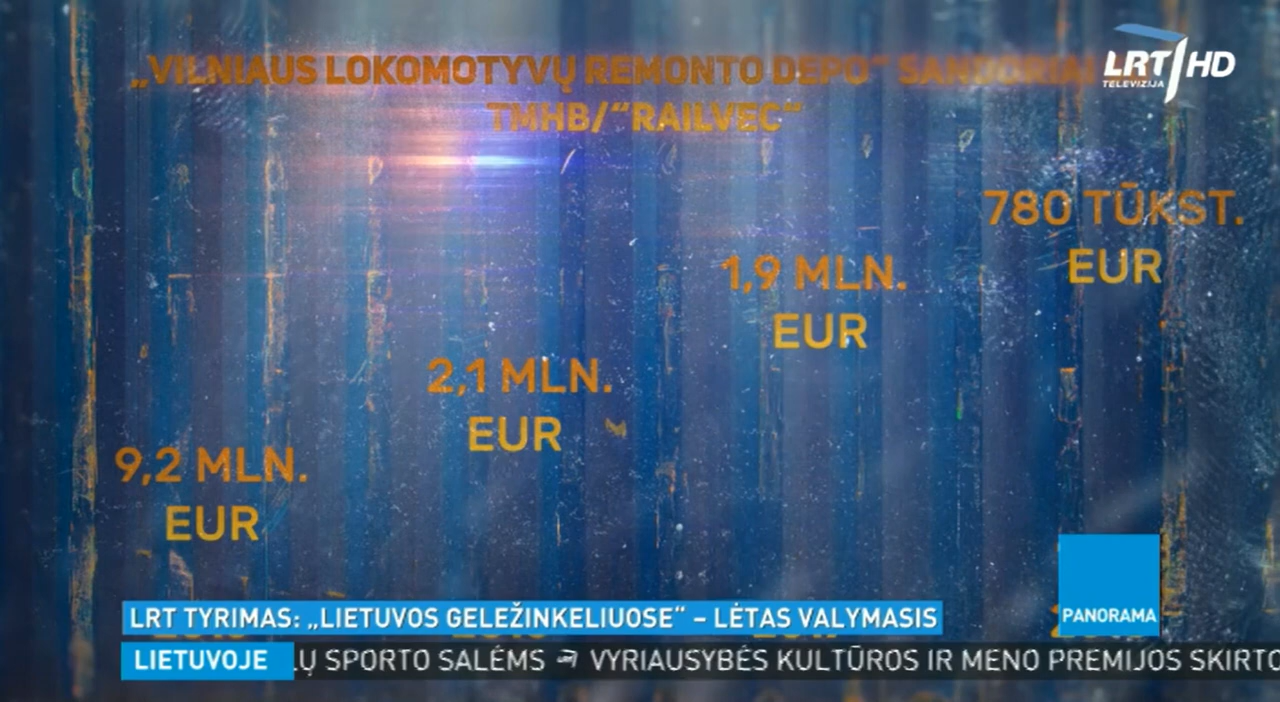 „VILNIAUS LOKOMOTYVŲ REMONTO DEPO“ SANDORIAI
TMHB/“RAILVEC“
LRT HD
TELEVIZIJA
780 TŪKST.
EUR
1,9 MLN.
EUR
2,1 MLN.
EUR
9,2 MLN.
EUR
PANORAMA
LRT TYRIMAS: „LIETUVOS GELEŽINKELIUOSE“ – LĖTAS VALYMASIS
LIETUVOJE
Ų SPORTO SALĖMS VYRIAUSYBĖS KULTŪROS IR MENO PREMIJOS SKIRTO